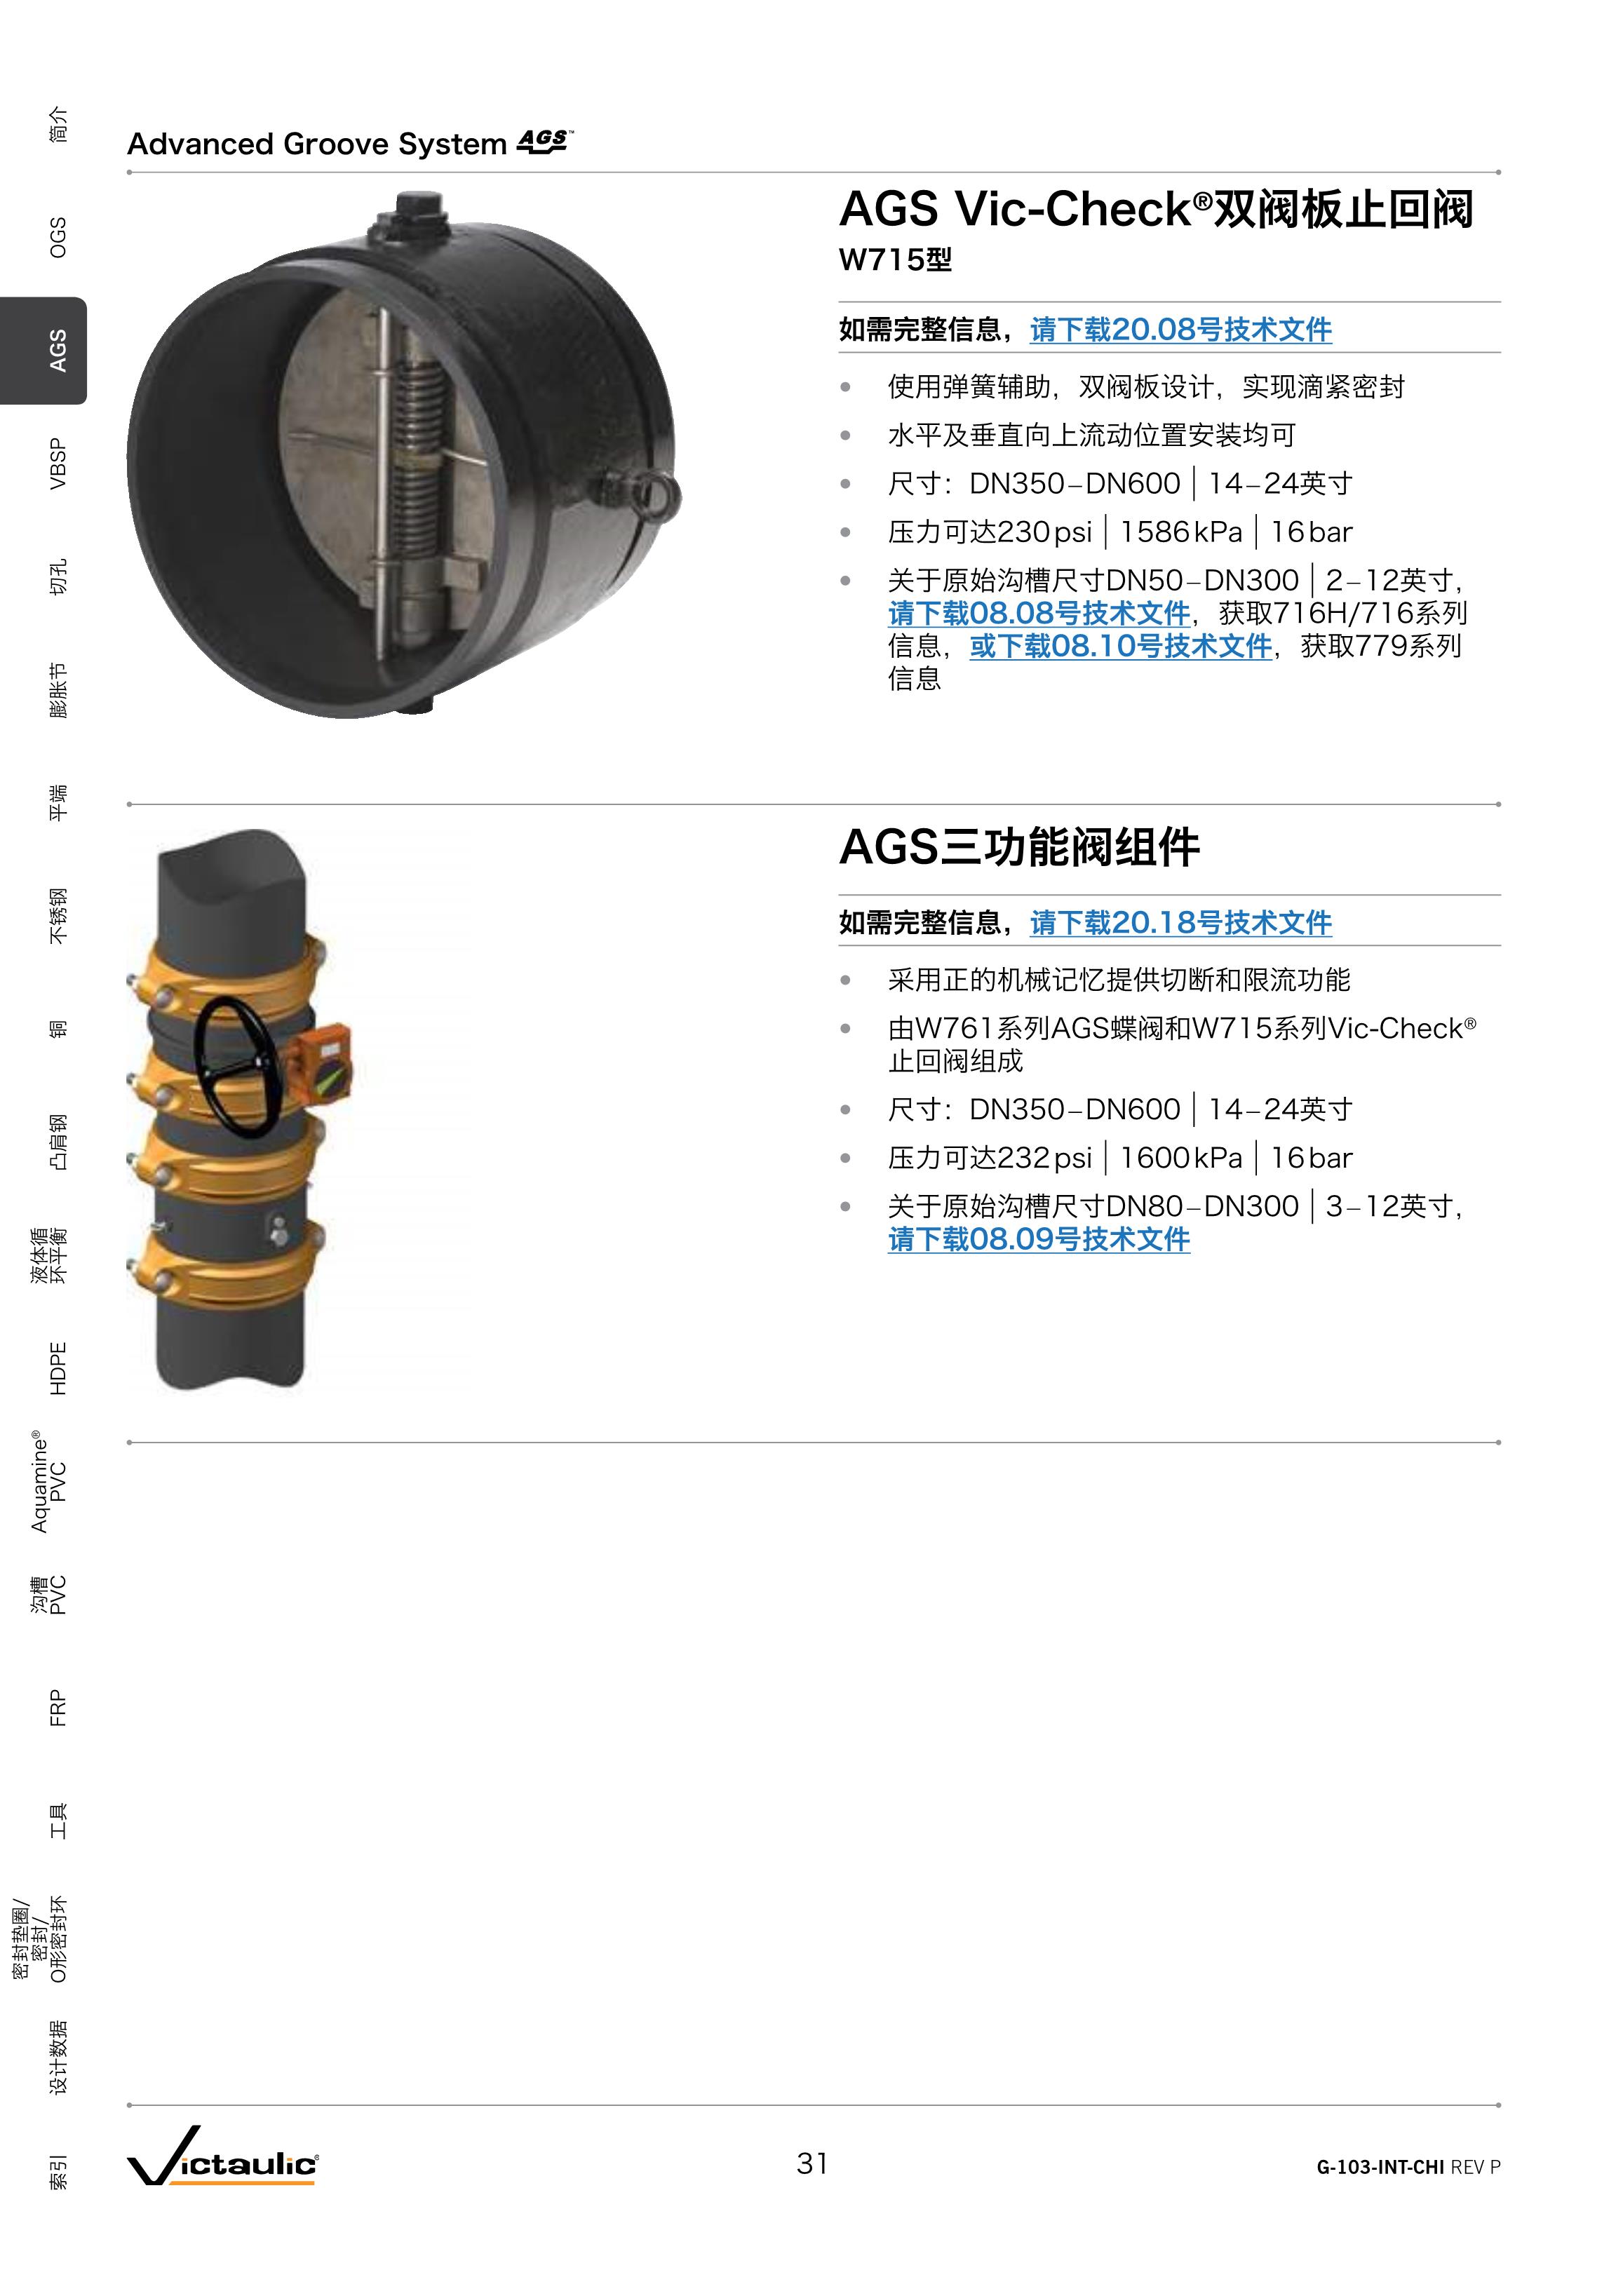 Advanced Groove System AGS™
AGS Vic-Check®双阀板止回阀
W715型
如需完整信息，请下载20.08号技术文件
• 使用弹簧辅助，双阀板设计，实现滴紧密封
• 水平及垂直向上流动位置安装均可
• 尺寸：DN350–DN600 | 14–24英寸
• 压力可达230psi | 1586kPa | 16bar
• 关于原始沟槽尺寸DN50–DN300 | 2–12英寸，
请下载08.08号技术文件，获取716H/716系列
信息，或下载08.10号技术文件，获取779系列
信息
AGS三功能阀组件
如需完整信息，请下载20.18号技术文件
• 采用正的机械记忆提供切断和限流功能
• 由W761系列AGS蝶阀和W715系列Vic-Check®
止回阀组成
• 尺寸：DN350–DN600 | 14–24英寸
• 压力可达232psi | 1600kPa | 16bar
• 关于原始沟槽尺寸DN80–DN300 | 3–12英寸，
请下载08.09号技术文件
简介
OGS
AGS
VBSP
切孔
膨胀节
平端
不锈钢
铜
凸肩钢
液体循
环平衡
HDPE
Aquamine®
PVC
沟槽
PVC
FRP
工具
密封垫圈/
密封/
O形密封环
设计数据
索引
Victaulic®
31
G-103-INT-CHI REV P